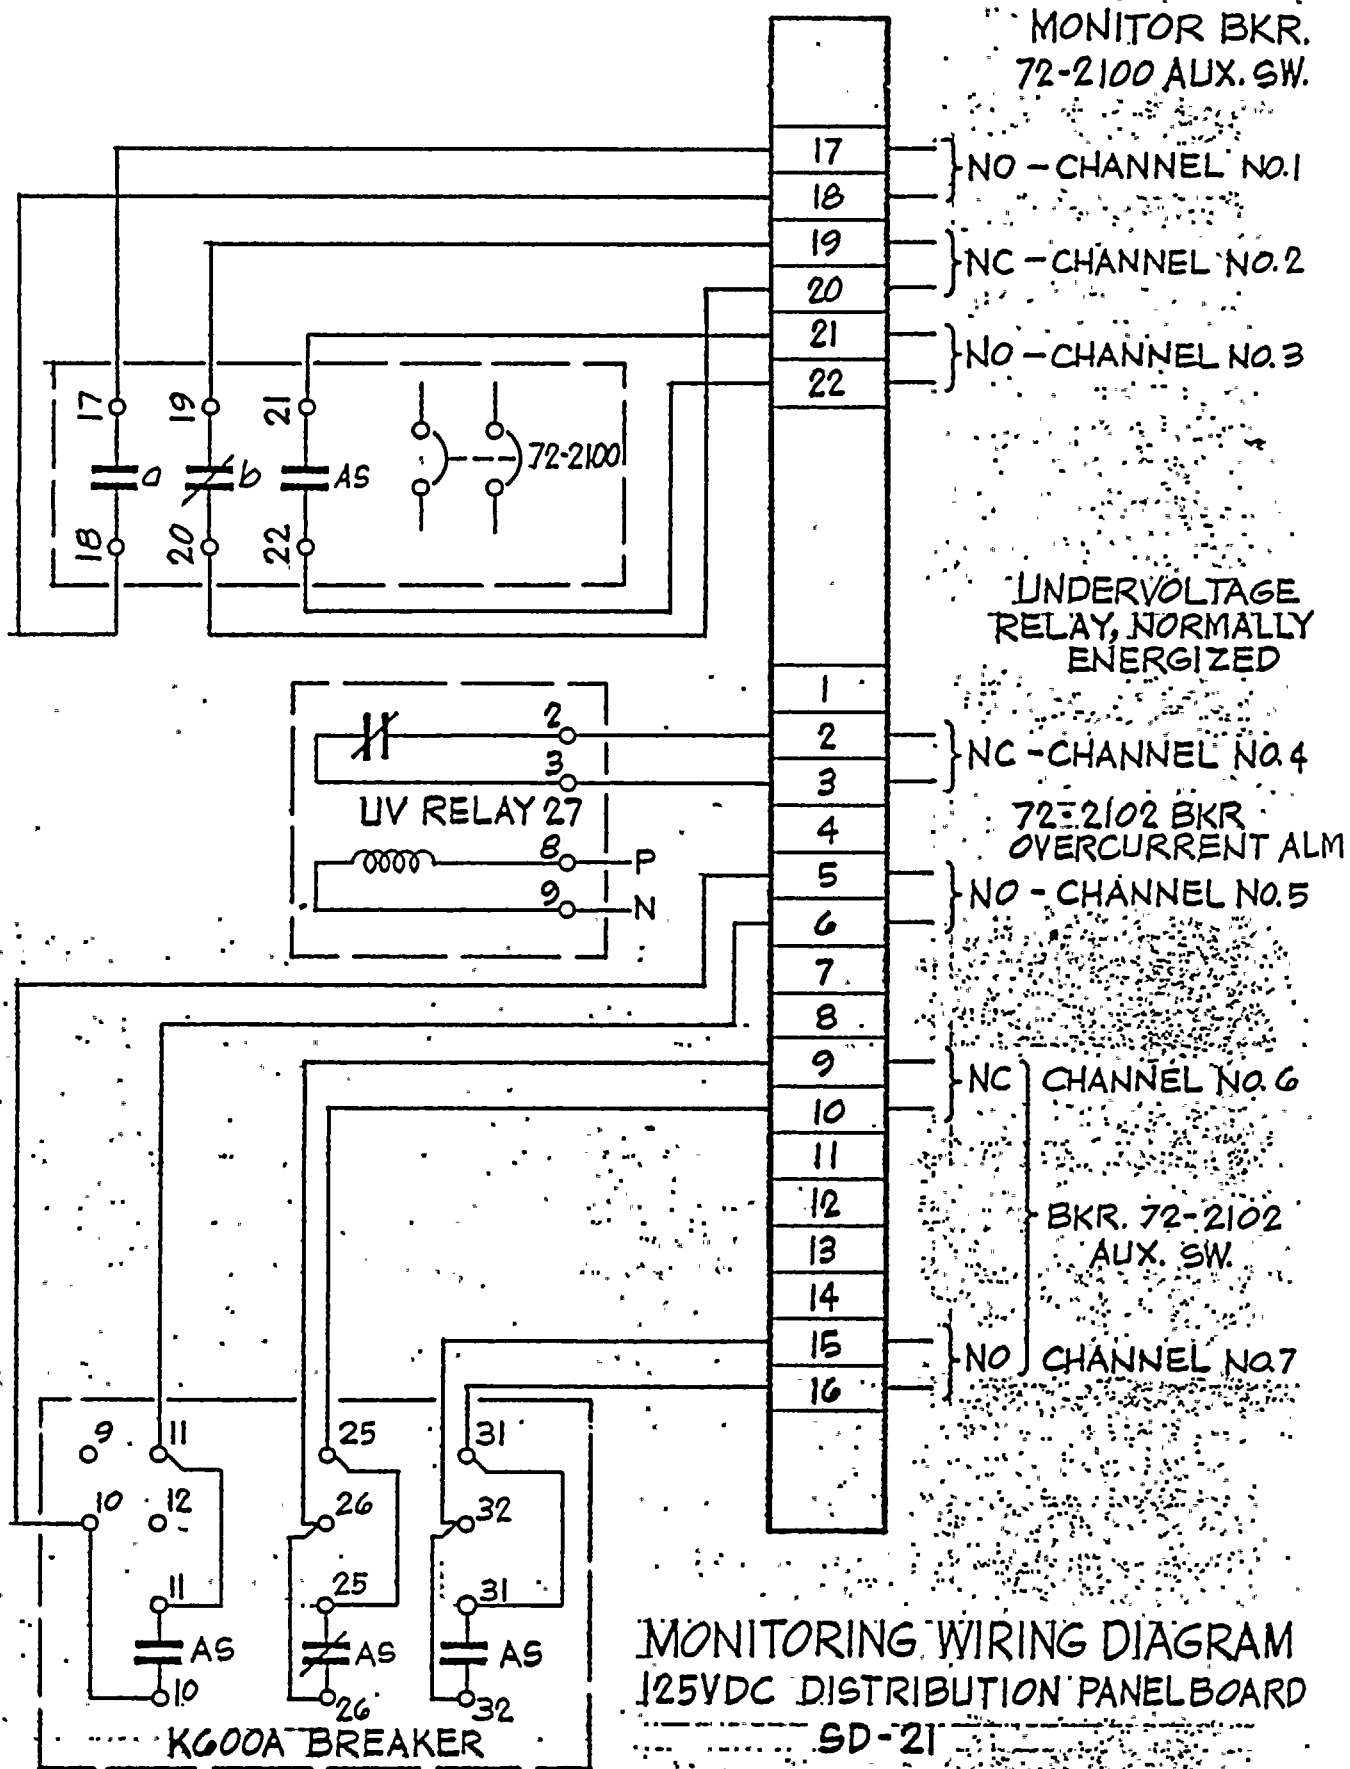 MONITOR BKR.
72-2100 AUX. SW.
17
NO - CHANNEL NO.1
18
19
NC - CHANNEL NO.2
20
21
NO - CHANNEL NO.3
22
17
19
21
72-2100
a
b
AS
18
20
22
UNDERVOLTAGE
RELAY, NORMALLY
ENERGIZED
1
2
2
NC - CHANNEL NO.4
3
3
UV RELAY 27
72-2102 BKR
OVERCURRENT ALM
4
8
P
5
NO - CHANNEL NO.5
9
N
6
7
8
9
NC
CHANNEL NO.6
10
11
12
BKR. 72-2102
AUX. SW.
13
14
15
NO
CHANNEL NO.7
16
9
11
25
31
10
12
26
32
11
25
31
AS
AS
AS
10
26
32
K600A BREAKER
MONITORING WIRING DIAGRAM
125VDC DISTRIBUTION PANELBOARD
SD-21